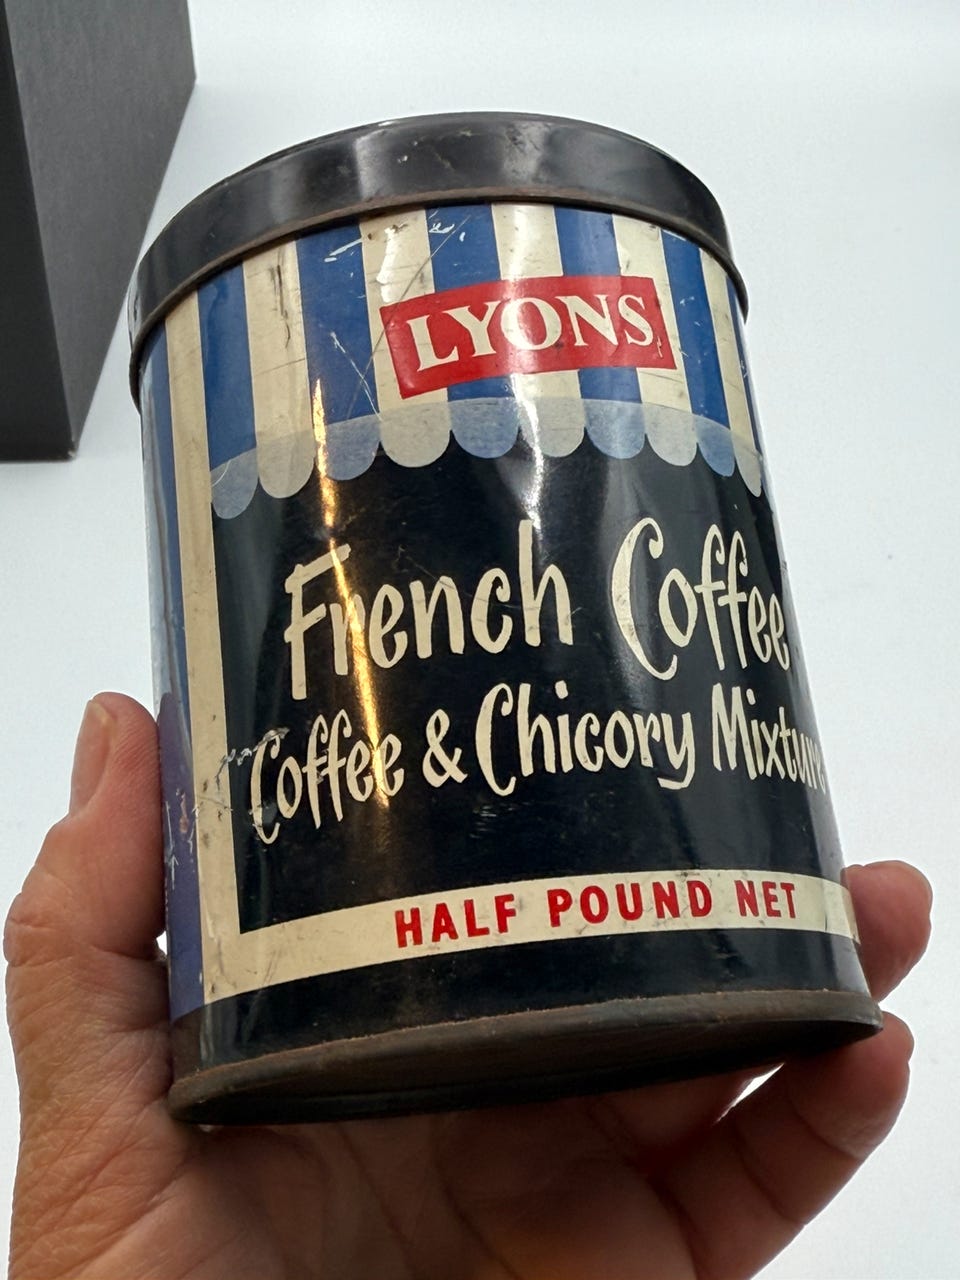 LYONS
French Coffee
Coffee & Chicory Mixture
HALF POUND NET